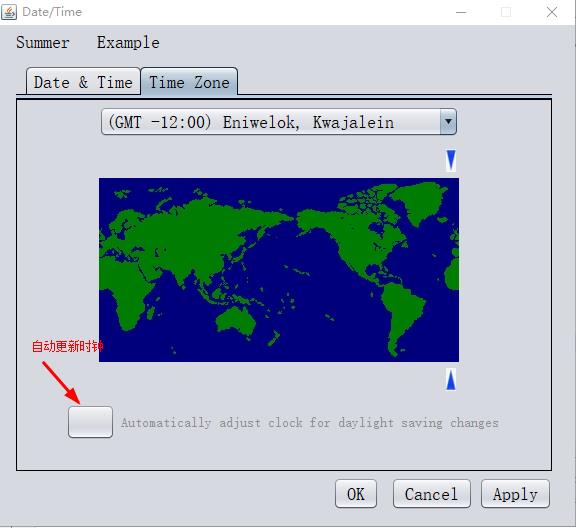 Date/Time
Summer Example
Date & Time Time Zone
(GMT -12:00) Eniwelok, Kwajalein
自动更新时钟
Automatically adjust clock for daylight saving changes
OK Cancel Apply